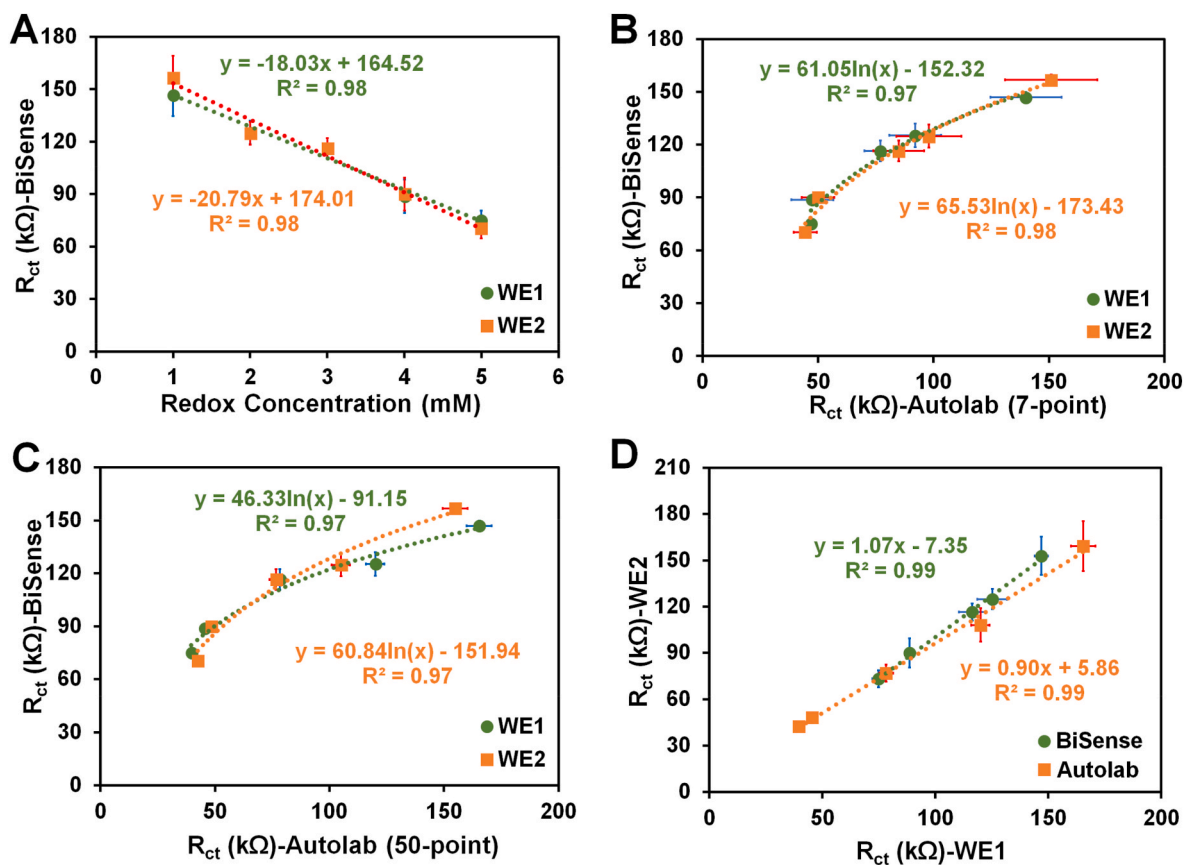 A
180
150
120
90
60
30
0
R_ct (kΩ)-BiSense
y = -18.03x + 164.52
R² = 0.98
y = -20.79x + 174.01
R² = 0.98
WE1
WE2
0 1 2 3 4 5 6
Redox Concentration (mM)
B
180
150
120
90
60
30
0
R_ct (kΩ)-BiSense
y = 61.05ln(x) - 152.32
R² = 0.97
y = 65.53ln(x) - 173.43
R² = 0.98
WE1
WE2
0 50 100 150 200
R_ct (kΩ)-Autolab (7-point)
C
180
150
120
90
60
30
0
R_ct (kΩ)-BiSense
y = 46.33ln(x) - 91.15
R² = 0.97
y = 60.84ln(x) - 151.94
R² = 0.97
WE1
WE2
0 50 100 150 200
R_ct (kΩ)-Autolab (50-point)
D
210
180
150
120
90
60
30
0
R_ct (kΩ)-WE2
y = 1.07x - 7.35
R² = 0.99
y = 0.90x + 5.86
R² = 0.99
BiSense
Autolab
0 50 100 150 200
R_ct (kΩ)-WE1